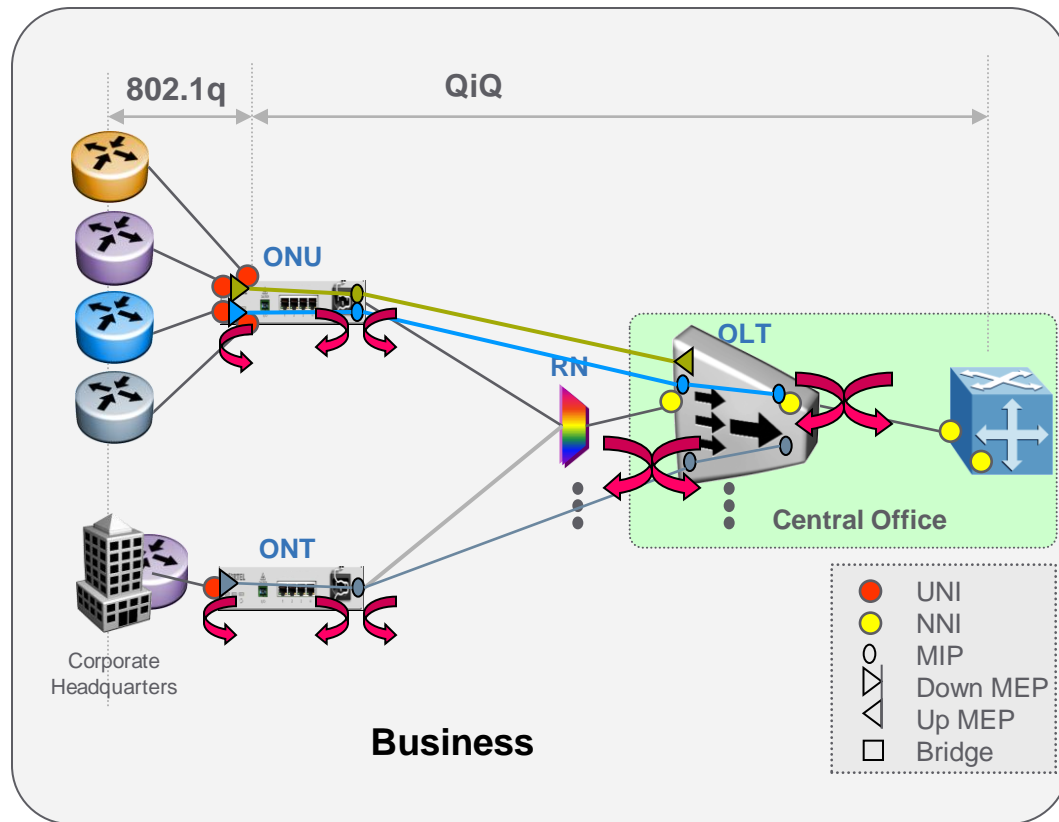 802.1q
QiQ
ONU
OLT
RN
Central Office
ONT
Corporate
Headquarters
Business
UNI
NNI
MIP
Down MEP
Up MEP
Bridge